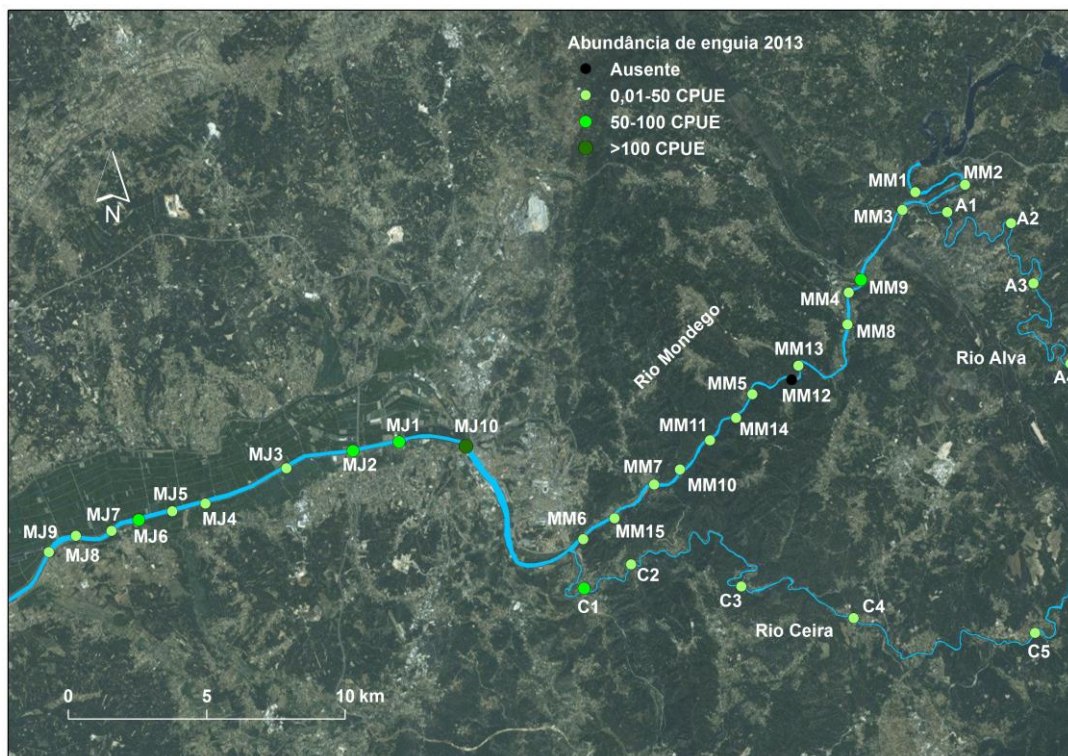 Abundância de enguia 2013
Ausente
0,01-50 CPUE
50-100 CPUE
>100 CPUE
N
MM1
MM2
MM3
A1
A2
A3
MM9
MM4
MM8
Rio Mondego
Rio Alva
MM13
A4
MM12
MM5
MM14
MM11
MJ10
MJ1
MJ2
MJ3
MM7
MM10
MJ5
MJ4
MJ7
MJ6
MJ9
MJ8
MM6
MM15
C2
C1
C3
C4
Rio Ceira
C5
0 5 10 km